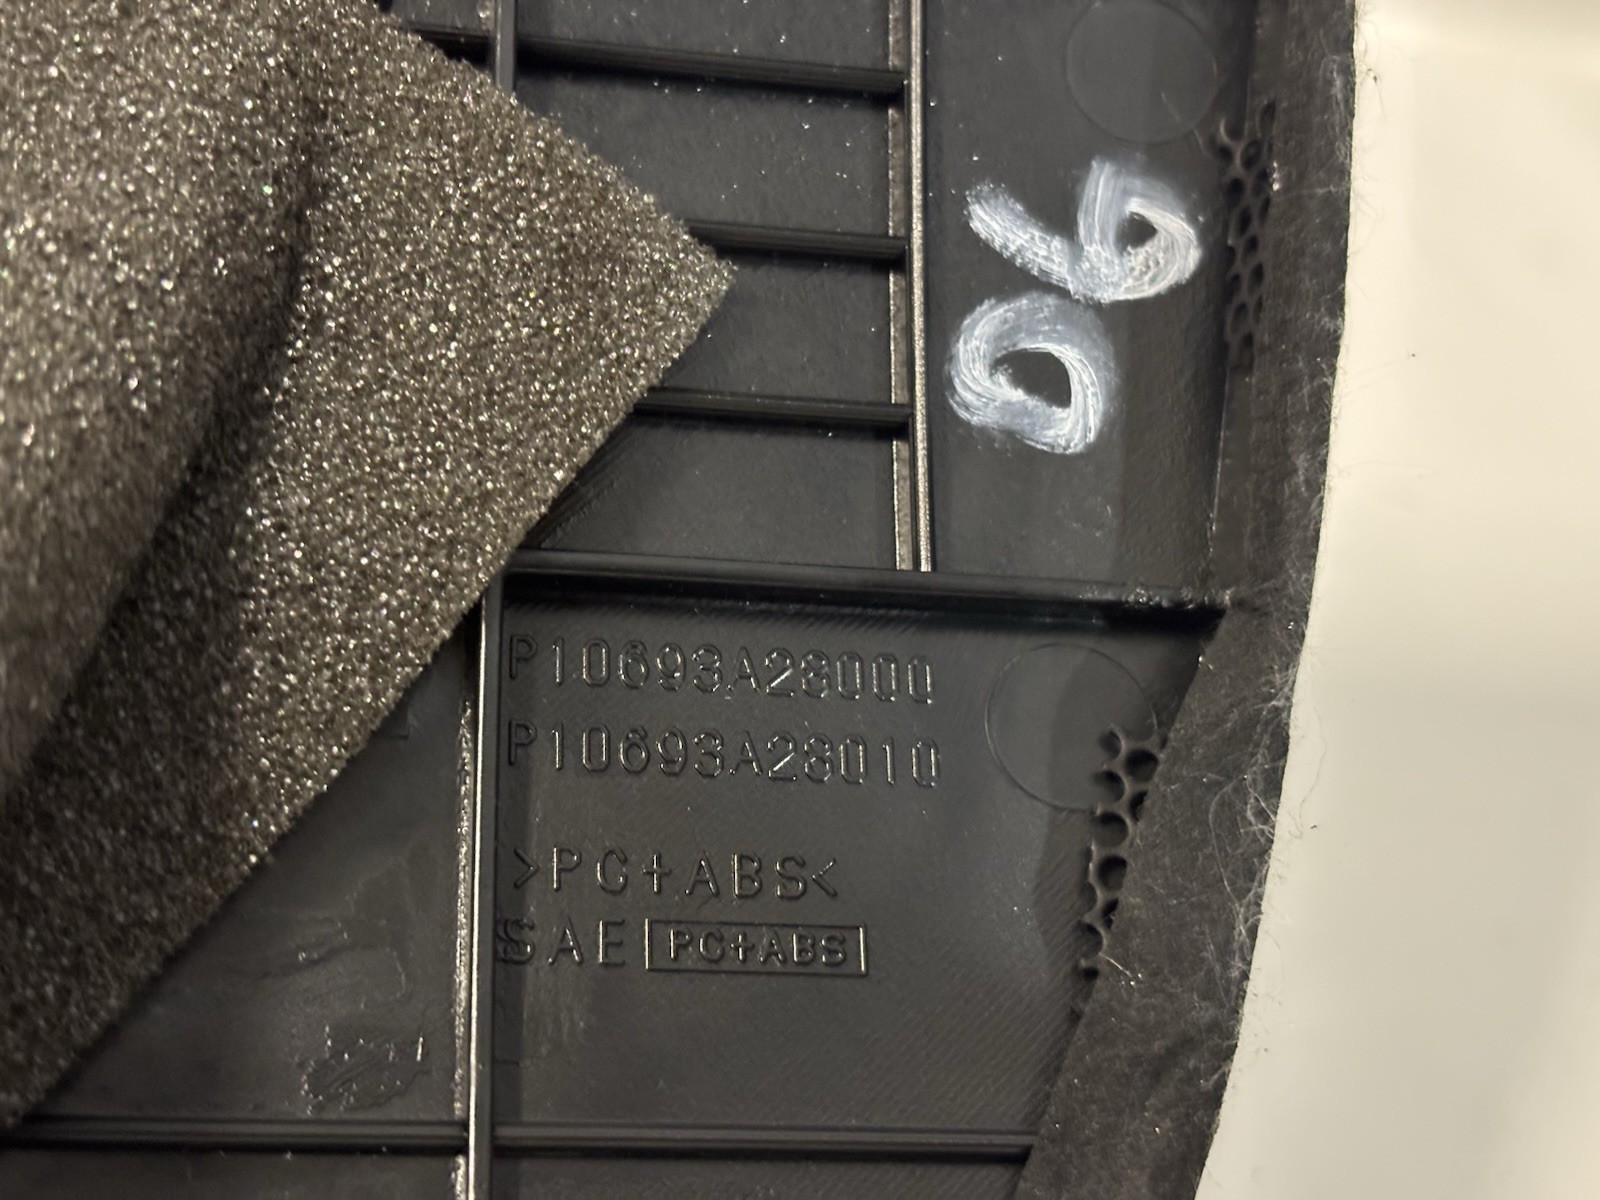 06
P10693A28000
P10693A28010
>PC+ABS<
SAE PC+ABS